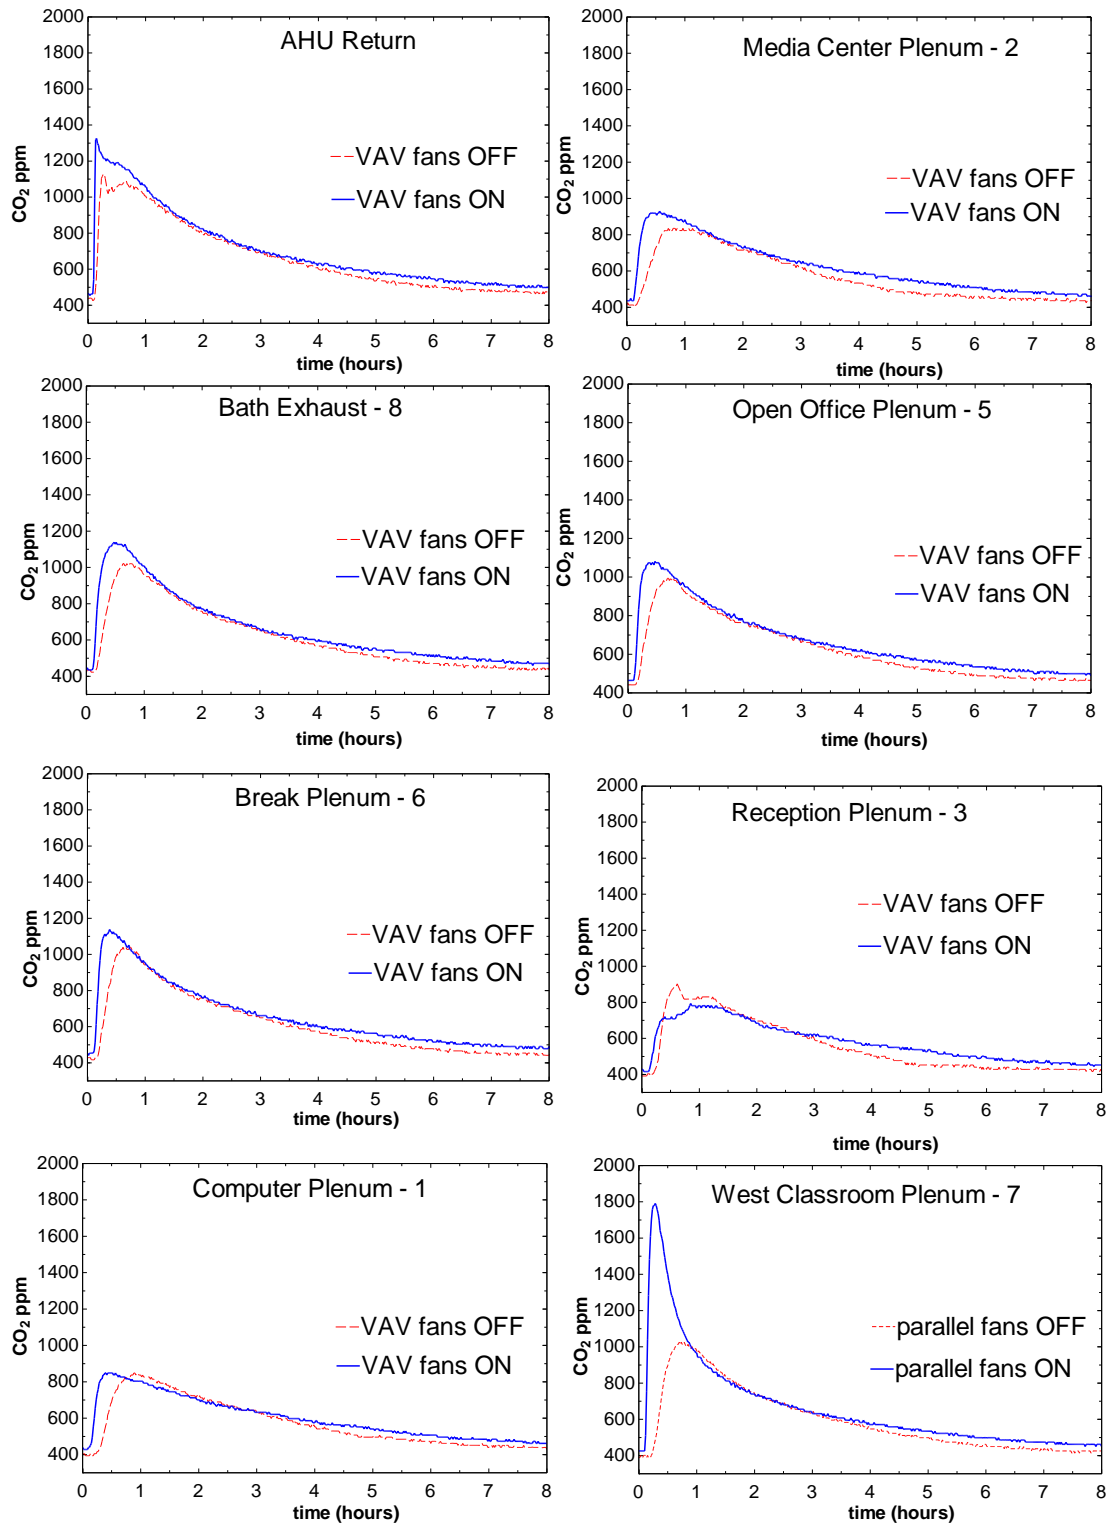 AHU Return
2000
1800
1600
1400
1200
1000
800
600
400
CO2 ppm
VAV fans OFF
VAV fans ON
0 1 2 3 4 5 6 7 8
time (hours)
Media Center Plenum - 2
2000
1800
1600
1400
1200
1000
800
600
400
CO2 ppm
VAV fans OFF
VAV fans ON
0 1 2 3 4 5 6 7 8
time (hours)
Bath Exhaust - 8
2000
1800
1600
1400
1200
1000
800
600
400
CO2 ppm
VAV fans OFF
VAV fans ON
0 1 2 3 4 5 6 7 8
time (hours)
Open Office Plenum - 5
2000
1800
1600
1400
1200
1000
800
600
400
CO2 ppm
VAV fans OFF
VAV fans ON
0 1 2 3 4 5 6 7 8
time (hours)
Break Plenum - 6
2000
1800
1600
1400
1200
1000
800
600
400
CO2 ppm
VAV fans OFF
VAV fans ON
0 1 2 3 4 5 6 7 8
time (hours)
Reception Plenum - 3
2000
1800
1600
1400
1200
1000
800
600
400
CO2 ppm
VAV fans OFF
VAV fans ON
0 1 2 3 4 5 6 7 8
time (hours)
Computer Plenum - 1
2000
1800
1600
1400
1200
1000
800
600
400
CO2 ppm
VAV fans OFF
VAV fans ON
0 1 2 3 4 5 6 7 8
time (hours)
West Classroom Plenum - 7
2000
1800
1600
1400
1200
1000
800
600
400
CO2 ppm
parallel fans OFF
parallel fans ON
0 1 2 3 4 5 6 7 8
time (hours)